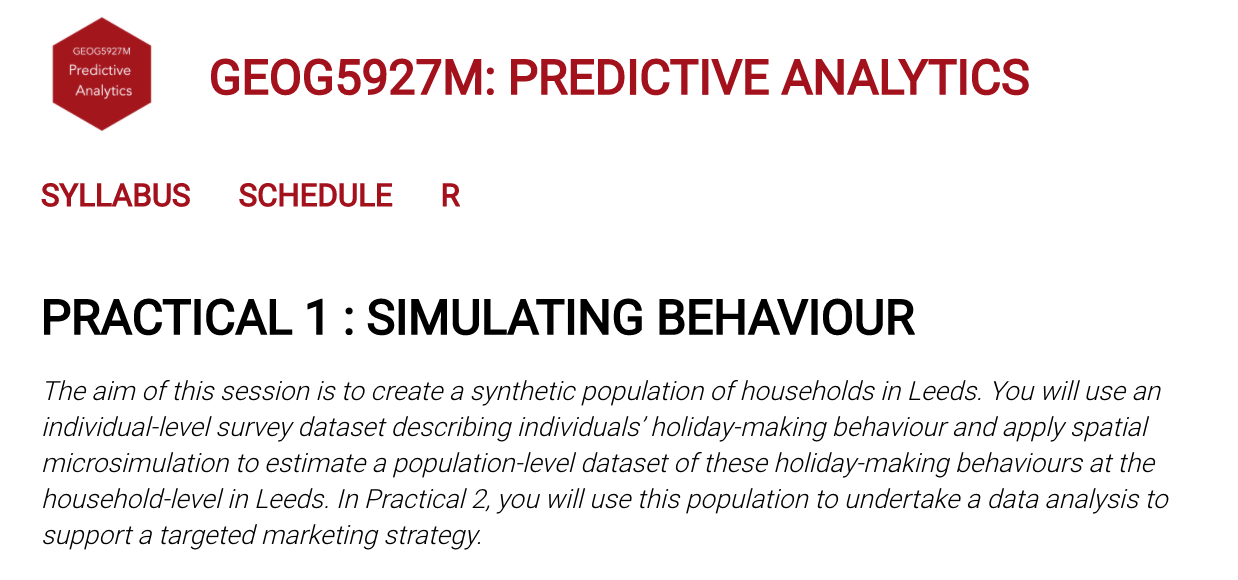 GEOG5927M
Predictive
Analytics
GEOG5927M: PREDICTIVE ANALYTICS
SYLLABUS SCHEDULE R
PRACTICAL 1 : SIMULATING BEHAVIOUR
The aim of this session is to create a synthetic population of households in Leeds. You will use an
individual-level survey dataset describing individuals’ holiday-making behaviour and apply spatial
microsimulation to estimate a population-level dataset of these holiday-making behaviours at the
household-level in Leeds. In Practical 2, you will use this population to undertake a data analysis to
support a targeted marketing strategy.